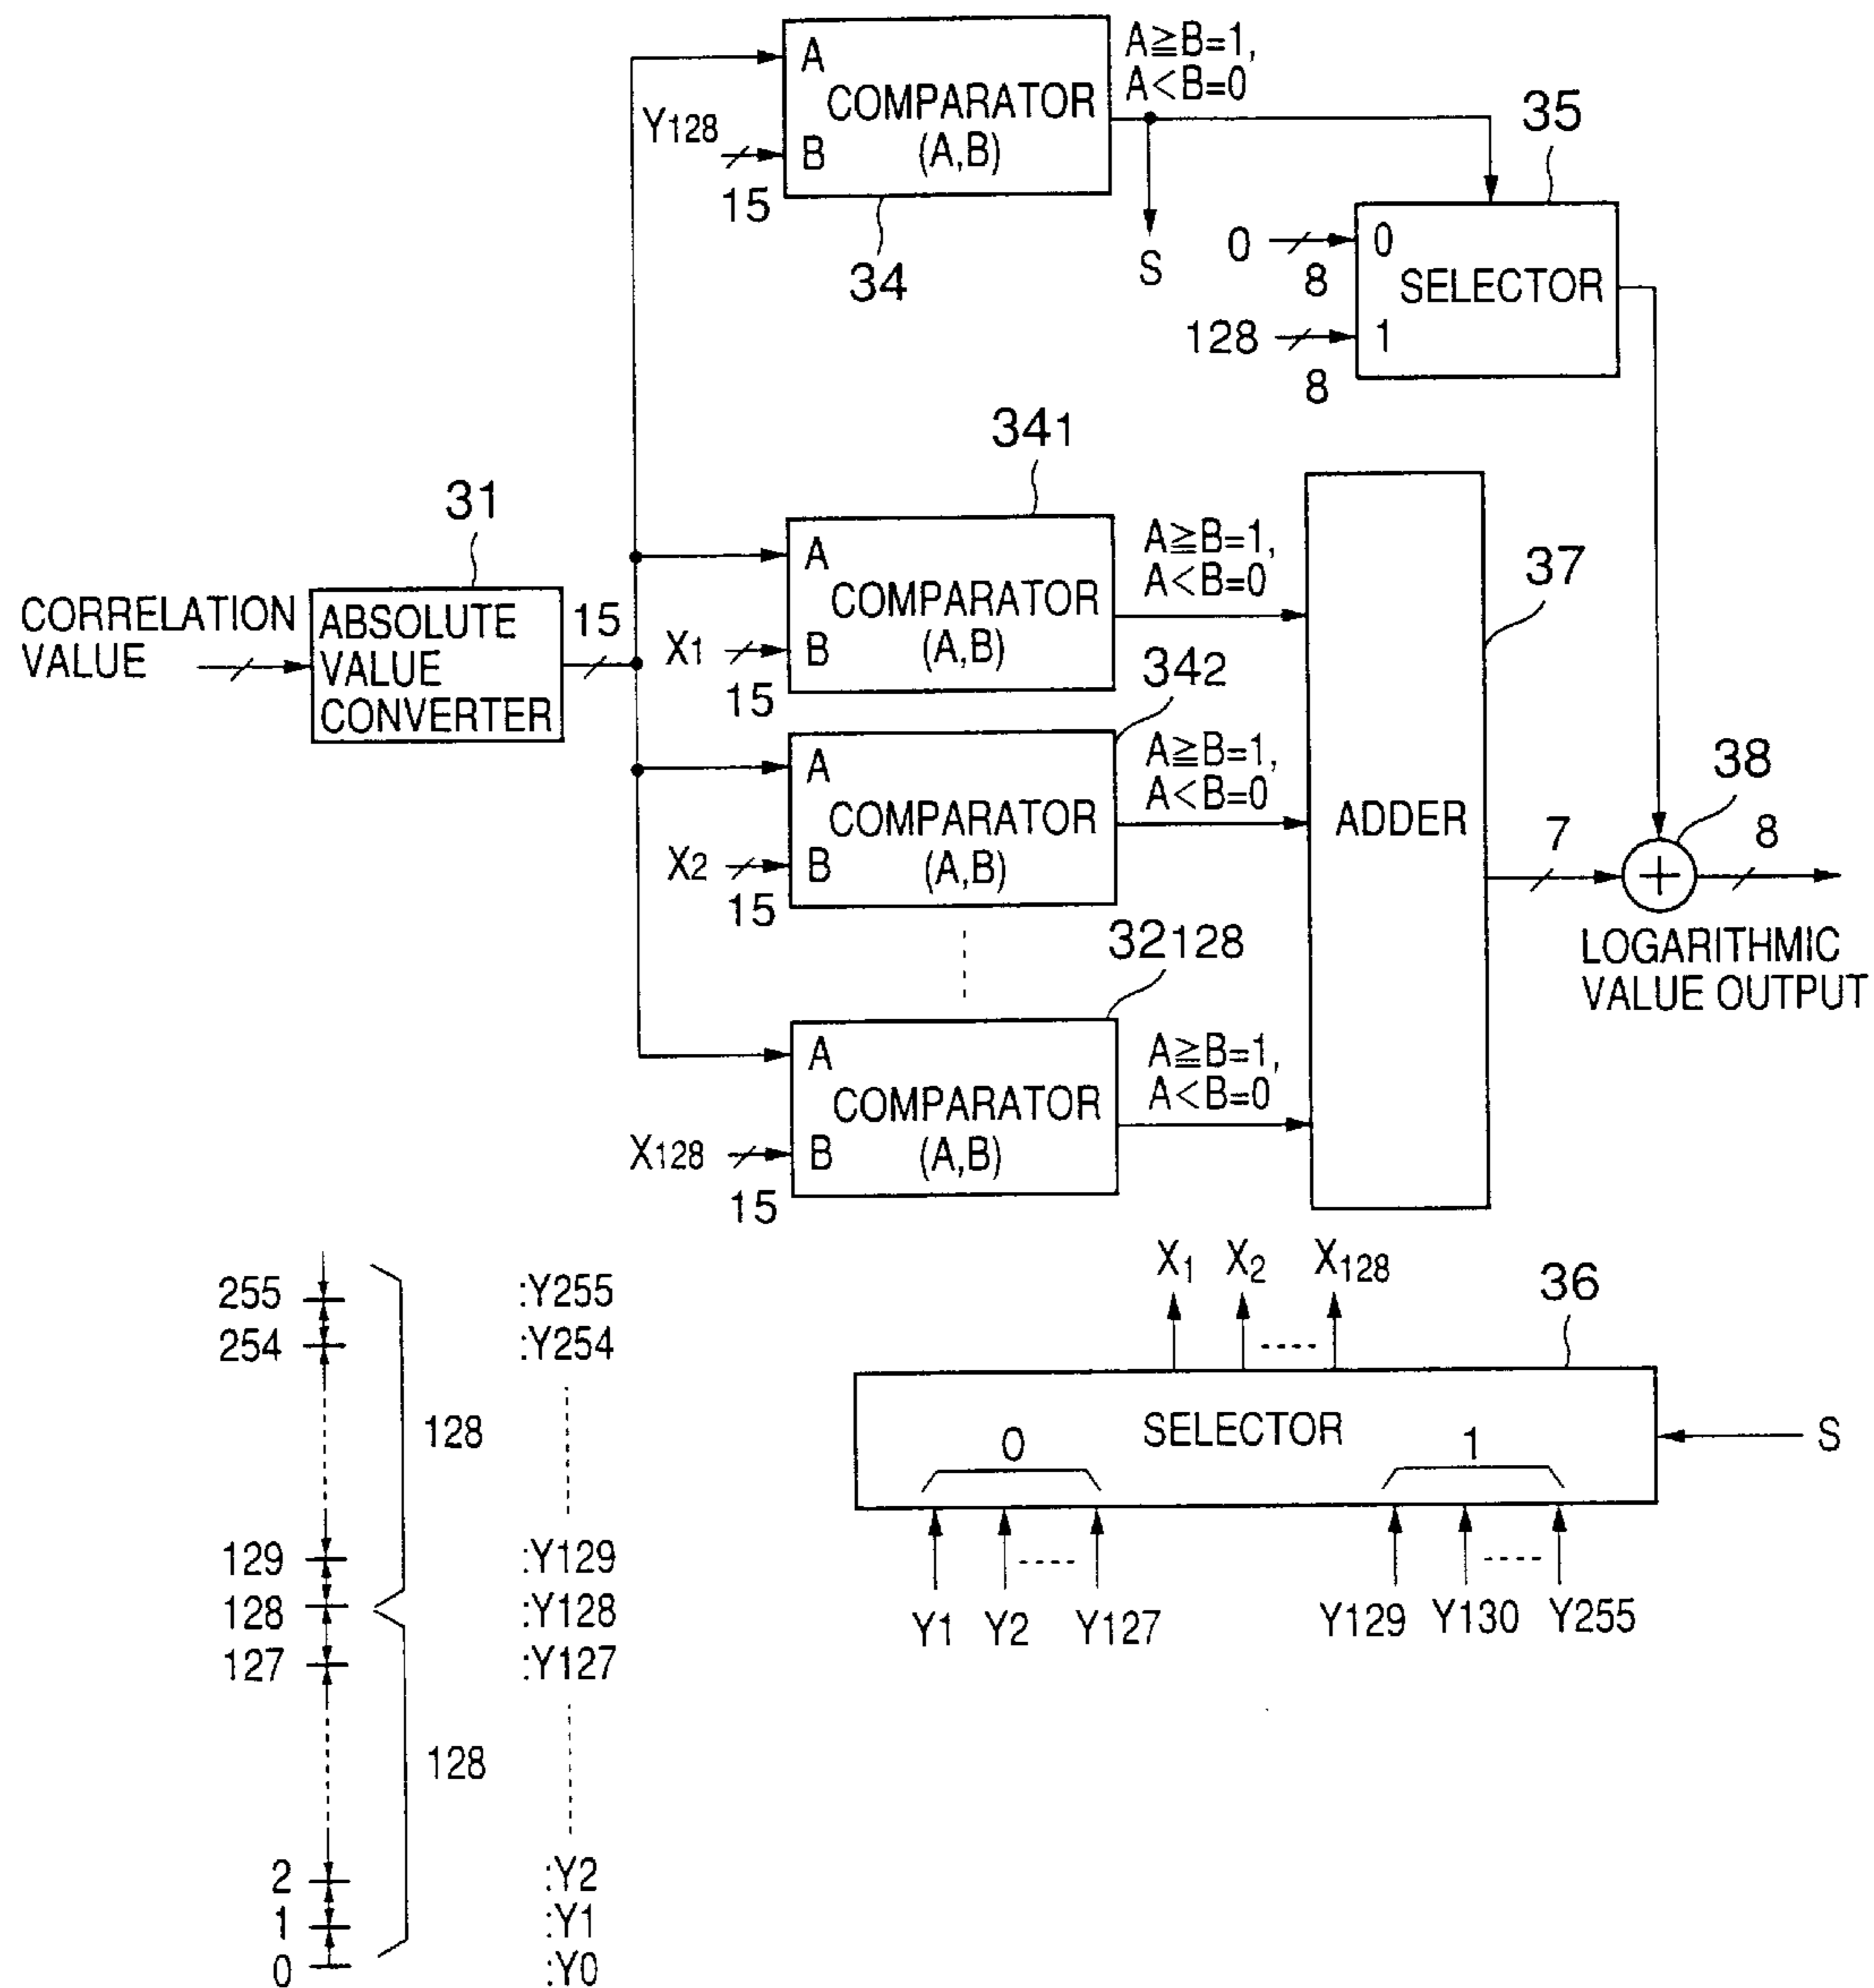 A≧B=1,
A<B=0
A
COMPARATOR
(A,B)
Y128
B
15
34
S
35
0
8
0
SELECTOR
128
8
1
341
31
CORRELATION
VALUE
ABSOLUTE
VALUE
CONVERTER
15
A
COMPARATOR
(A,B)
X1
B
15
A≧B=1,
A<B=0
37
342
A
COMPARATOR
(A,B)
X2
B
15
A≧B=1,
A<B=0
ADDER
7
38
8
LOGARITHMIC
VALUE OUTPUT
32128
A
COMPARATOR
(A,B)
X128
B
15
A≧B=1,
A<B=0
255 :Y255
254 :Y254
128
129 :Y129
128 :Y128
127 :Y127
128
2 :Y2
1 :Y1
0 :Y0
X1 X2 X128
36
SELECTOR
0 1
S
Y1 Y2 Y127 Y129 Y130 Y255